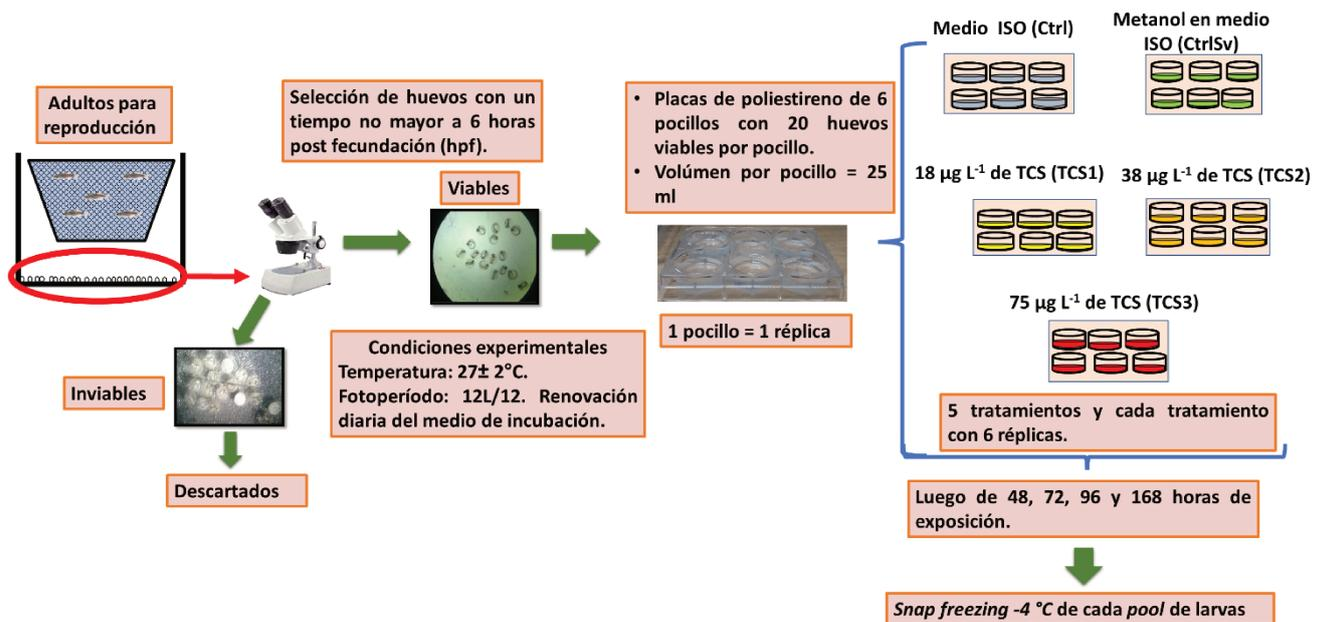 Adultos para
reproducción
Selección de huevos con un
tiempo no mayor a 6 horas
post fecundación (hpf).
Viables
Inviables
Descartados
Condiciones experimentales
Temperatura: 27± 2°C.
Fotoperíodo: 12L/12. Renovación
diaria del medio de incubación.
• Placas de poliestireno de 6
pocillos con 20 huevos
viables por pocillo.
• Volúmen por pocillo = 25
ml
1 pocillo = 1 réplica
Medio ISO (Ctrl)
Metanol en medio
ISO (CtrlSv)
18 µg L⁻¹ de TCS (TCS1)
38 µg L⁻¹ de TCS (TCS2)
75 µg L⁻¹ de TCS (TCS3)
5 tratamientos y cada tratamiento
con 6 réplicas.
Luego de 48, 72, 96 y 168 horas de
exposición.
Snap freezing -4 °C de cada pool de larvas